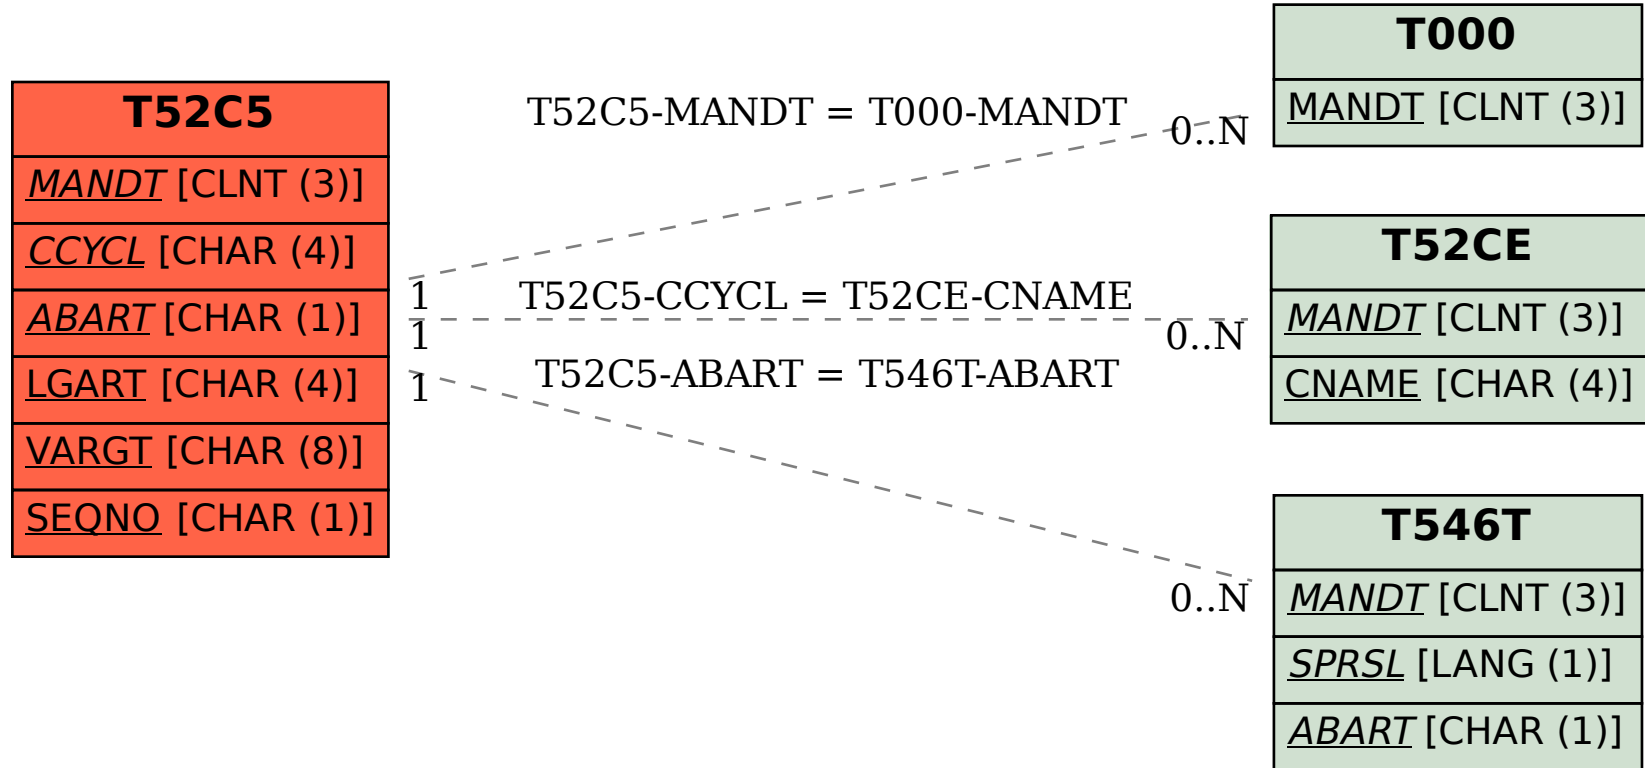 T52C5
MANDT [CLNT (3)]
CCYCL [CHAR (4)]
ABART [CHAR (1)]
LGART [CHAR (4)]
VARGT [CHAR (8)]
SEQNO [CHAR (1)]
T52C5-MANDT = T000-MANDT
0..N
1
T52C5-CCYCL = T52CE-CNAME
1
0..N
T52C5-ABART = T546T-ABART
1
0..N
T000
MANDT [CLNT (3)]
T52CE
MANDT [CLNT (3)]
CNAME [CHAR (4)]
T546T
MANDT [CLNT (3)]
SPRSL [LANG (1)]
ABART [CHAR (1)]